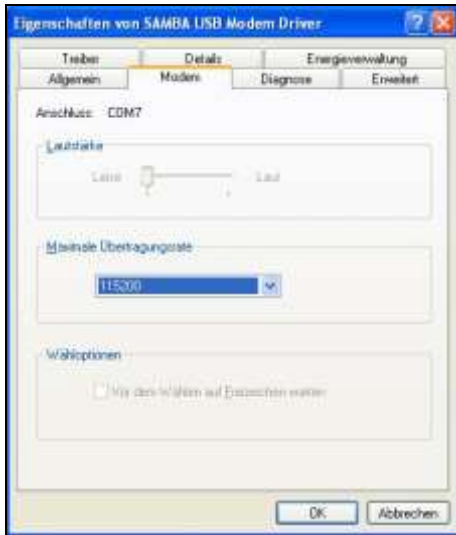 Eigenschaften von SAMBA USB Modem Driver
Treiber Details Energieverwaltung
Allgemein Modem Diagnose Erweitert
Anschluss: COM7
Lautstärke
Leise Laut
Maximale Übertragungsrate
115200
Wähloptionen
Vor dem Wählen auf Freizeichen warten
OK Abbrechen